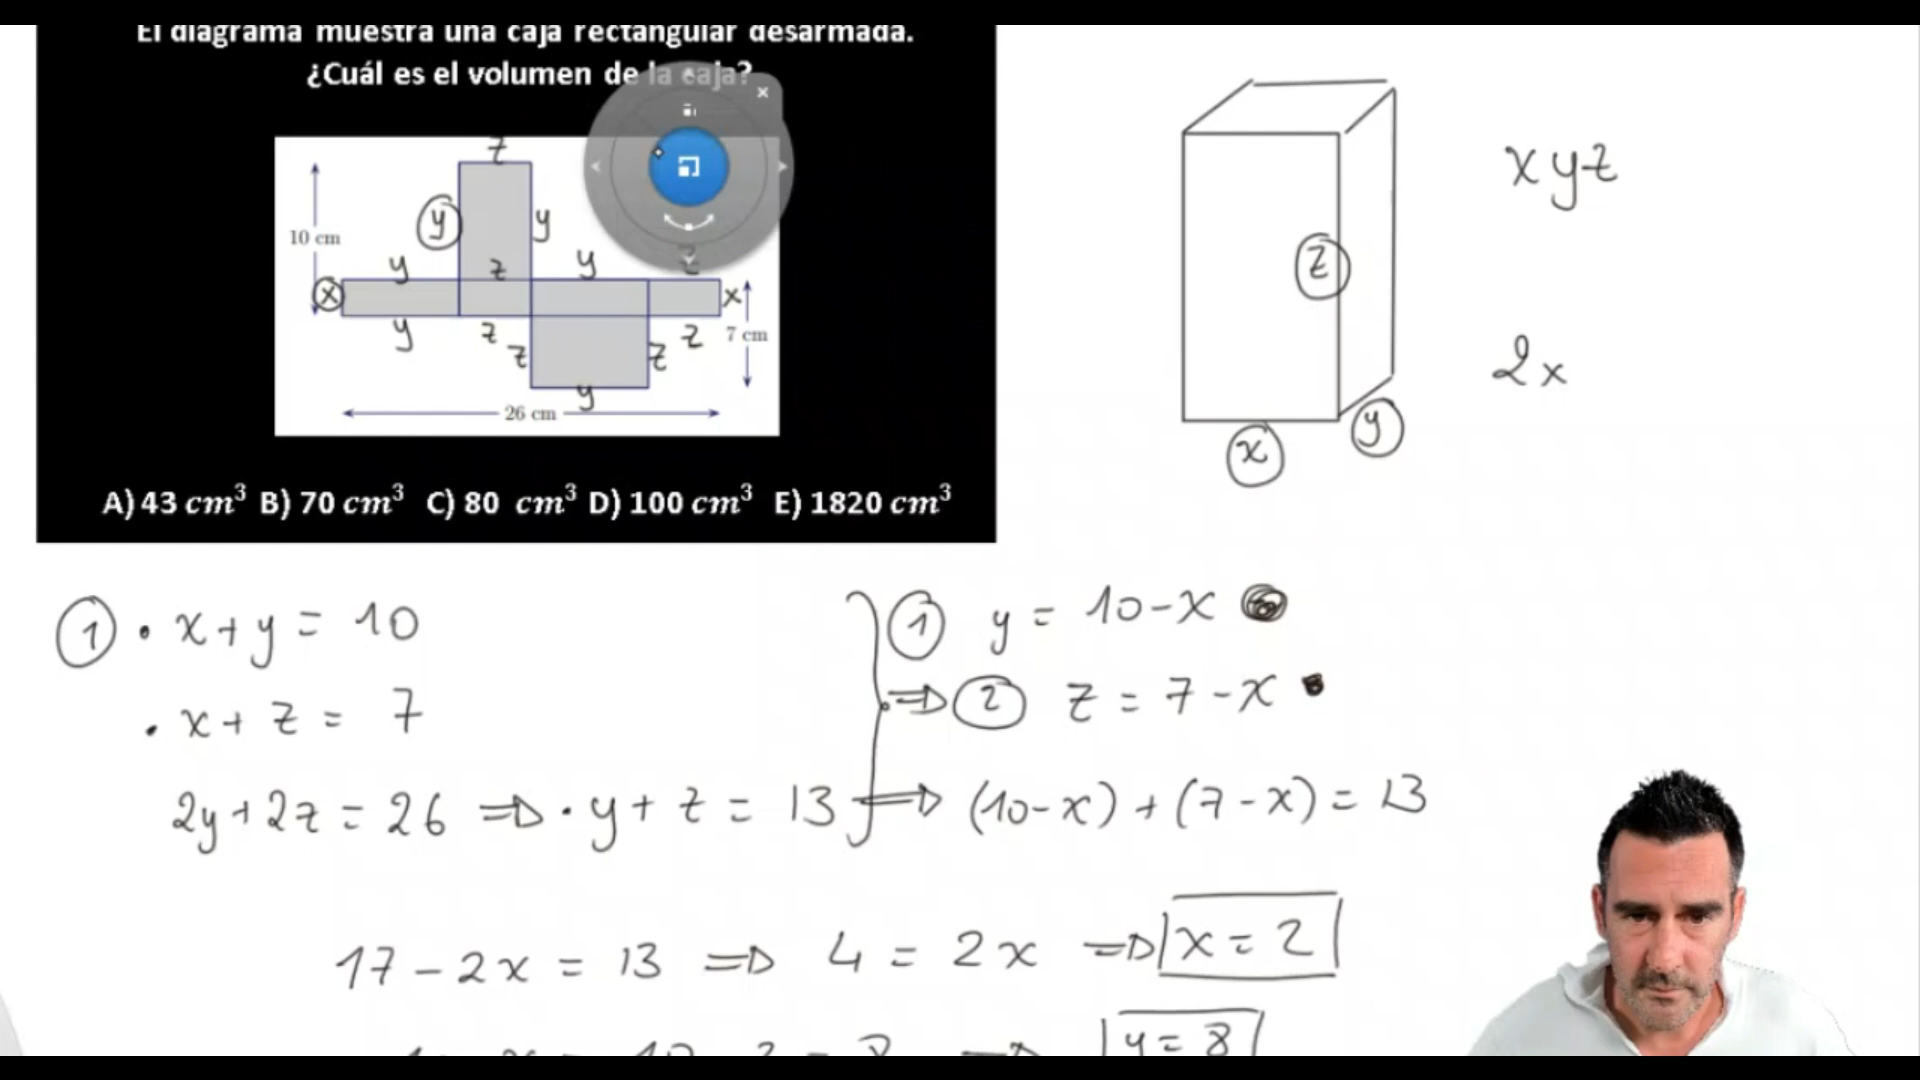 El diagrama muestra una caja rectangular desarmada.
¿Cuál es el volumen de la caja?
z
10 cm
y y
y z y z
x x
y z z z z 7 cm
y
26 cm
A) 43 cm³ B) 70 cm³ C) 80 cm³ D) 100 cm³ E) 1820 cm³
z
y
x
xyz
2x
① · x + y = 10
· x + z = 7
2y + 2z = 26 ⇒ · y + z = 13
① y = 10 - x
⇒ ② z = 7 - x
⇒ (10 - x) + (7 - x) = 13
17 - 2x = 13 ⇒ 4 = 2x ⇒ x = 2
y = 8